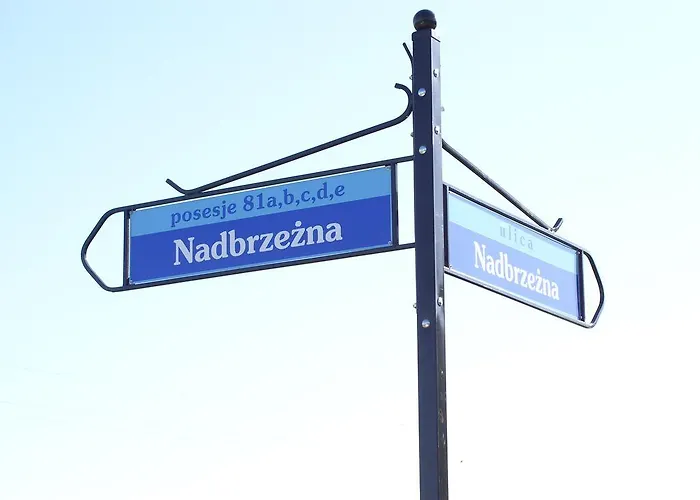 posesje 81a,b,c,d,e
Nadbrzeżna
ulica
Nadbrzeżna